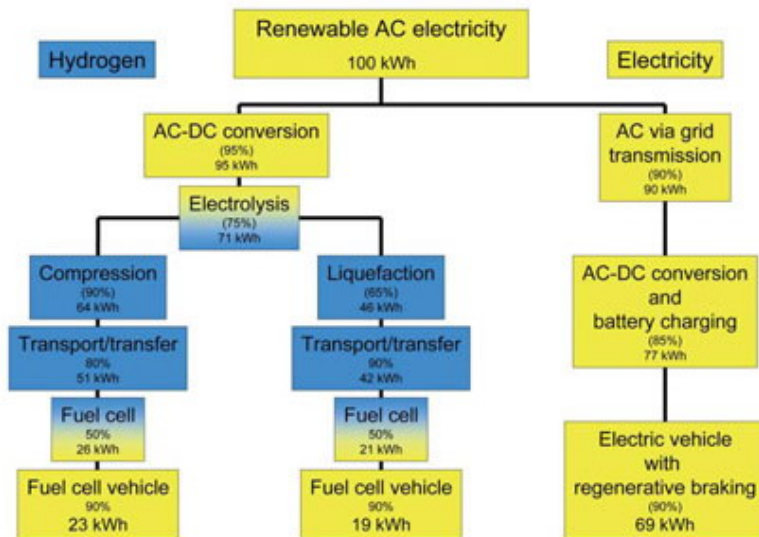 Renewable AC electricity
100 kWh
Hydrogen
Electricity
AC-DC conversion
(95%)
95 kWh
Electrolysis
(75%)
71 kWh
Compression
(90%)
64 kWh
Transport/transfer
80%
51 kWh
Fuel cell
50%
26 kWh
Fuel cell vehicle
90%
23 kWh
Liquefaction
(65%)
46 kWh
Transport/transfer
90%
42 kWh
Fuel cell
50%
21 kWh
Fuel cell vehicle
90%
19 kWh
AC via grid
transmission
(90%)
90 kWh
AC-DC conversion
and
battery charging
(85%)
77 kWh
Electric vehicle
with
regenerative braking
(90%)
69 kWh